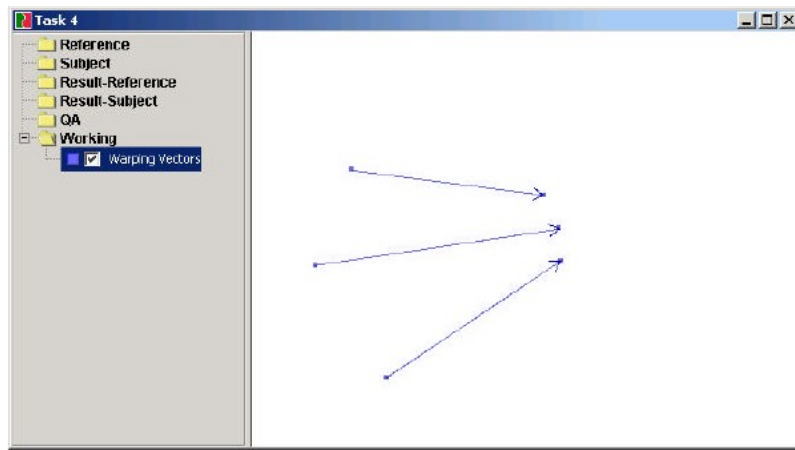 Task 4
Reference
Subject
Result-Reference
Result-Subject
QA
Working
Warping Vectors